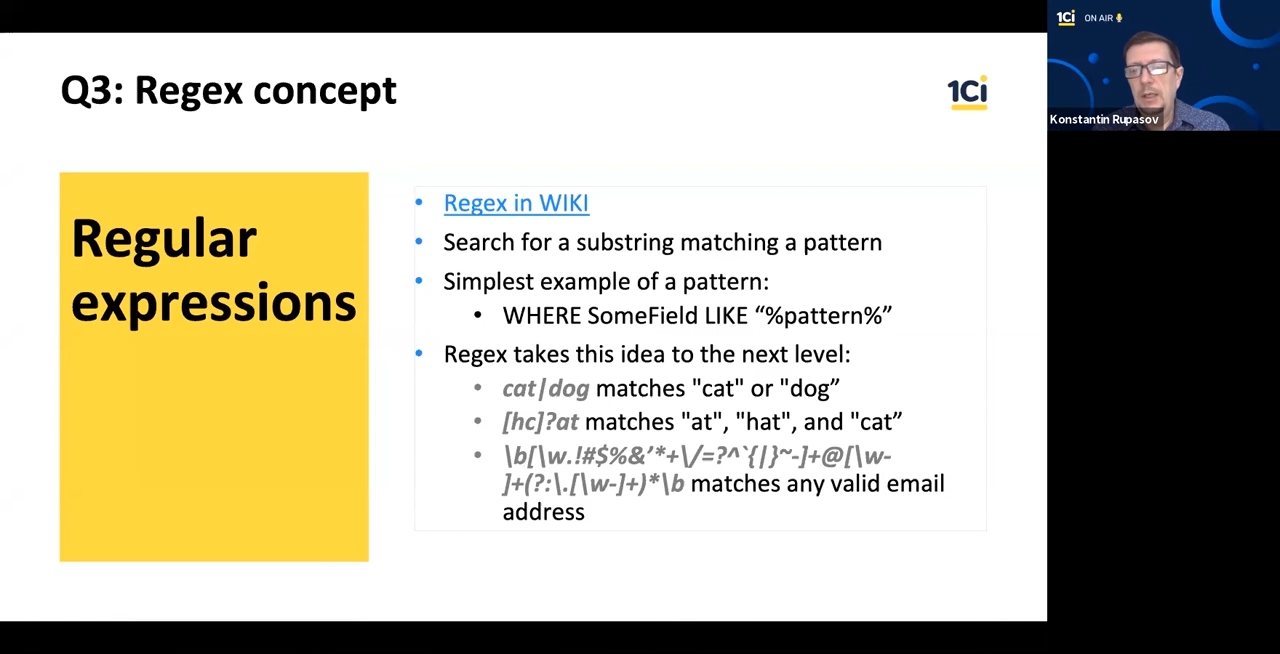 Q3: Regex concept
1Ci
Regular
expressions
• Regex in WIKI
• Search for a substring matching a pattern
• Simplest example of a pattern:
• WHERE SomeField LIKE “%pattern%”
• Regex takes this idea to the next level:
• cat|dog matches "cat" or "dog”
• [hc]?at matches "at", "hat", and "cat”
• \b[\w.!#$%&’*+\/=?^`{|}~-]+@[\w-
]+(?:\.[\w-]+)*\b matches any valid email
address
1Ci ON AIR
Konstantin Rupasov